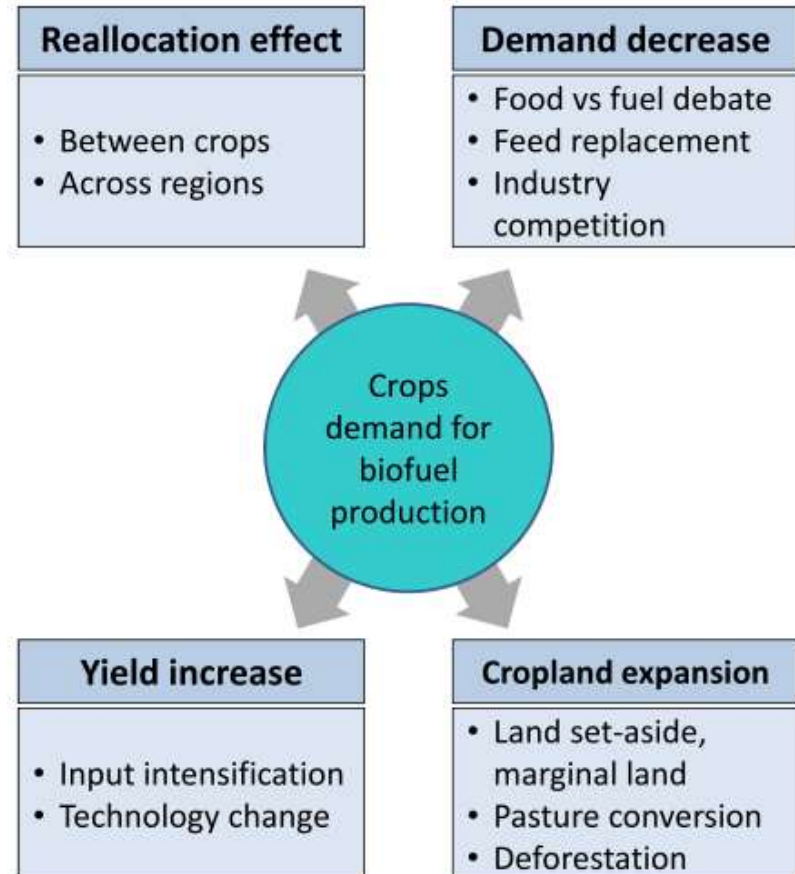 Reallocation effect
• Between crops
• Across regions
Demand decrease
• Food vs fuel debate
• Feed replacement
• Industry
competition
Crops
demand for
biofuel
production
Yield increase
• Input intensification
• Technology change
Cropland expansion
• Land set-aside,
marginal land
• Pasture conversion
• Deforestation